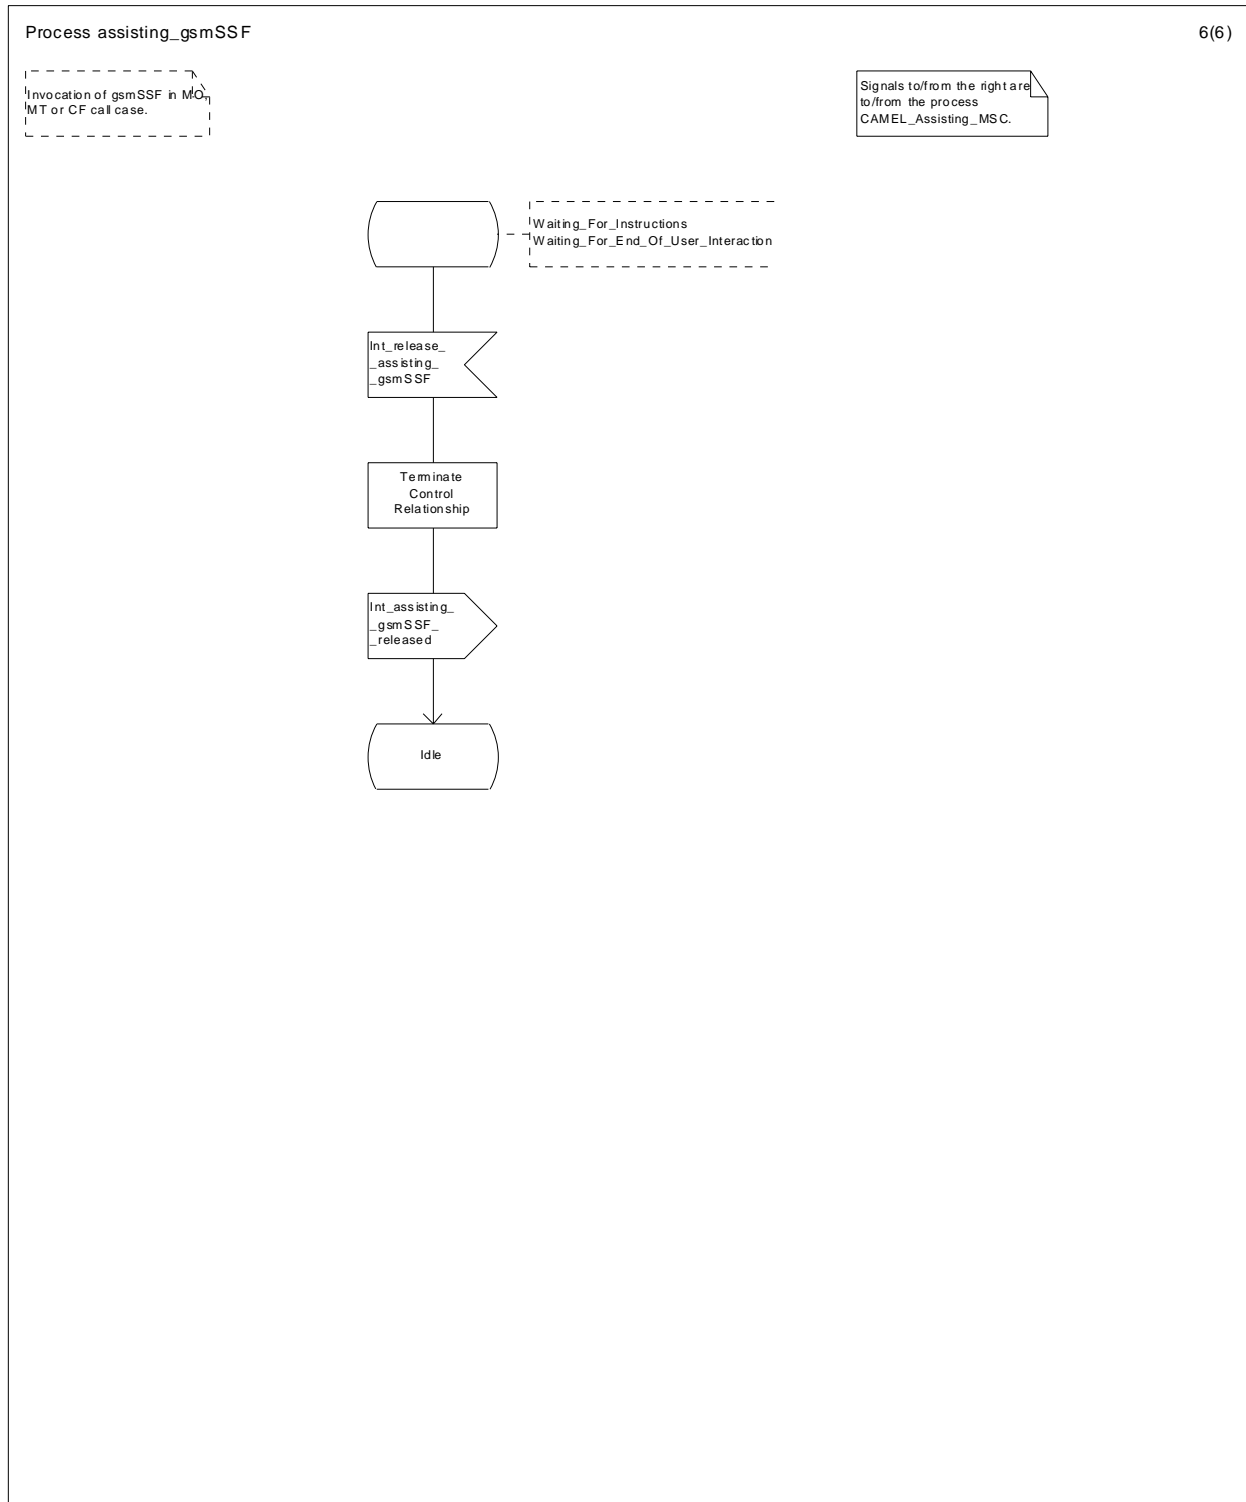 Process assisting_gsmSSF
6(6)
Invocation of gsmSSF in MO,
MT or CF call case.
Signals to/from the right are
to/from the process
CAMEL_Assisting_MSC.
Waiting_For_Instructions
Waiting_For_End_Of_User_Interaction
Int_release_
_assisting_
_gsmSSF
Terminate
Control
Relationship
Int_assisting_
_gsmSSF_
_released
Idle